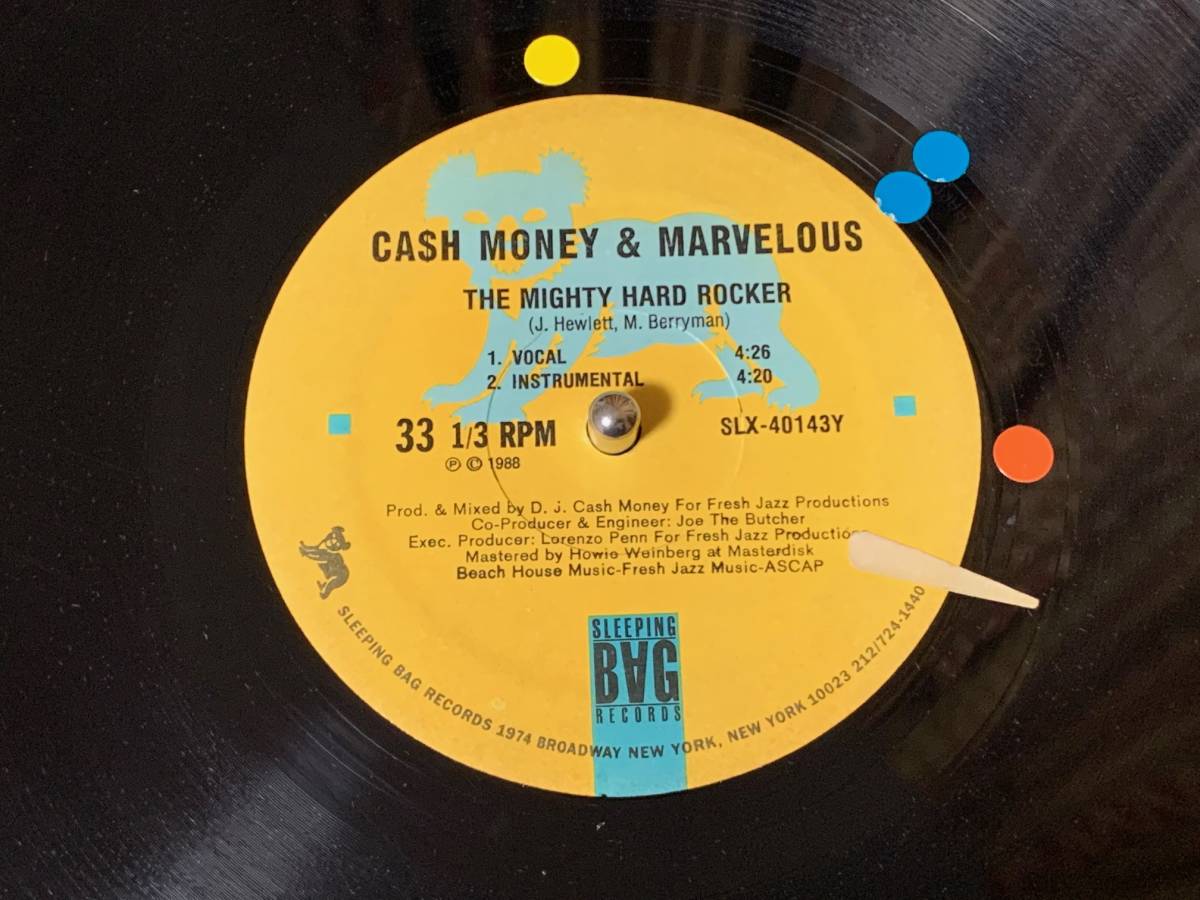 CA$H MONEY & MARVELOUS
THE MIGHTY HARD ROCKER
(J. Hewlett, M. Berryman)
1. VOCAL 4:26
2. INSTRUMENTAL 4:20
33 1/3 RPM SLX-40143Y
Ⓟ © 1988
Prod. & Mixed by D. J. Cash Money For Fresh Jazz Productions
Co-Producer & Engineer: Joe The Butcher
Exec. Producer: Lorenzo Penn For Fresh Jazz Productio
Mastered by Howie Weinberg at Masterdisk
Beach House Music-Fresh Jazz Music-ASCAP
SLEEPING
BAG
RECORDS
SLEEPING BAG RECORDS 1974 BROADWAY NEW YORK, NEW YORK 10023 212/724-1440